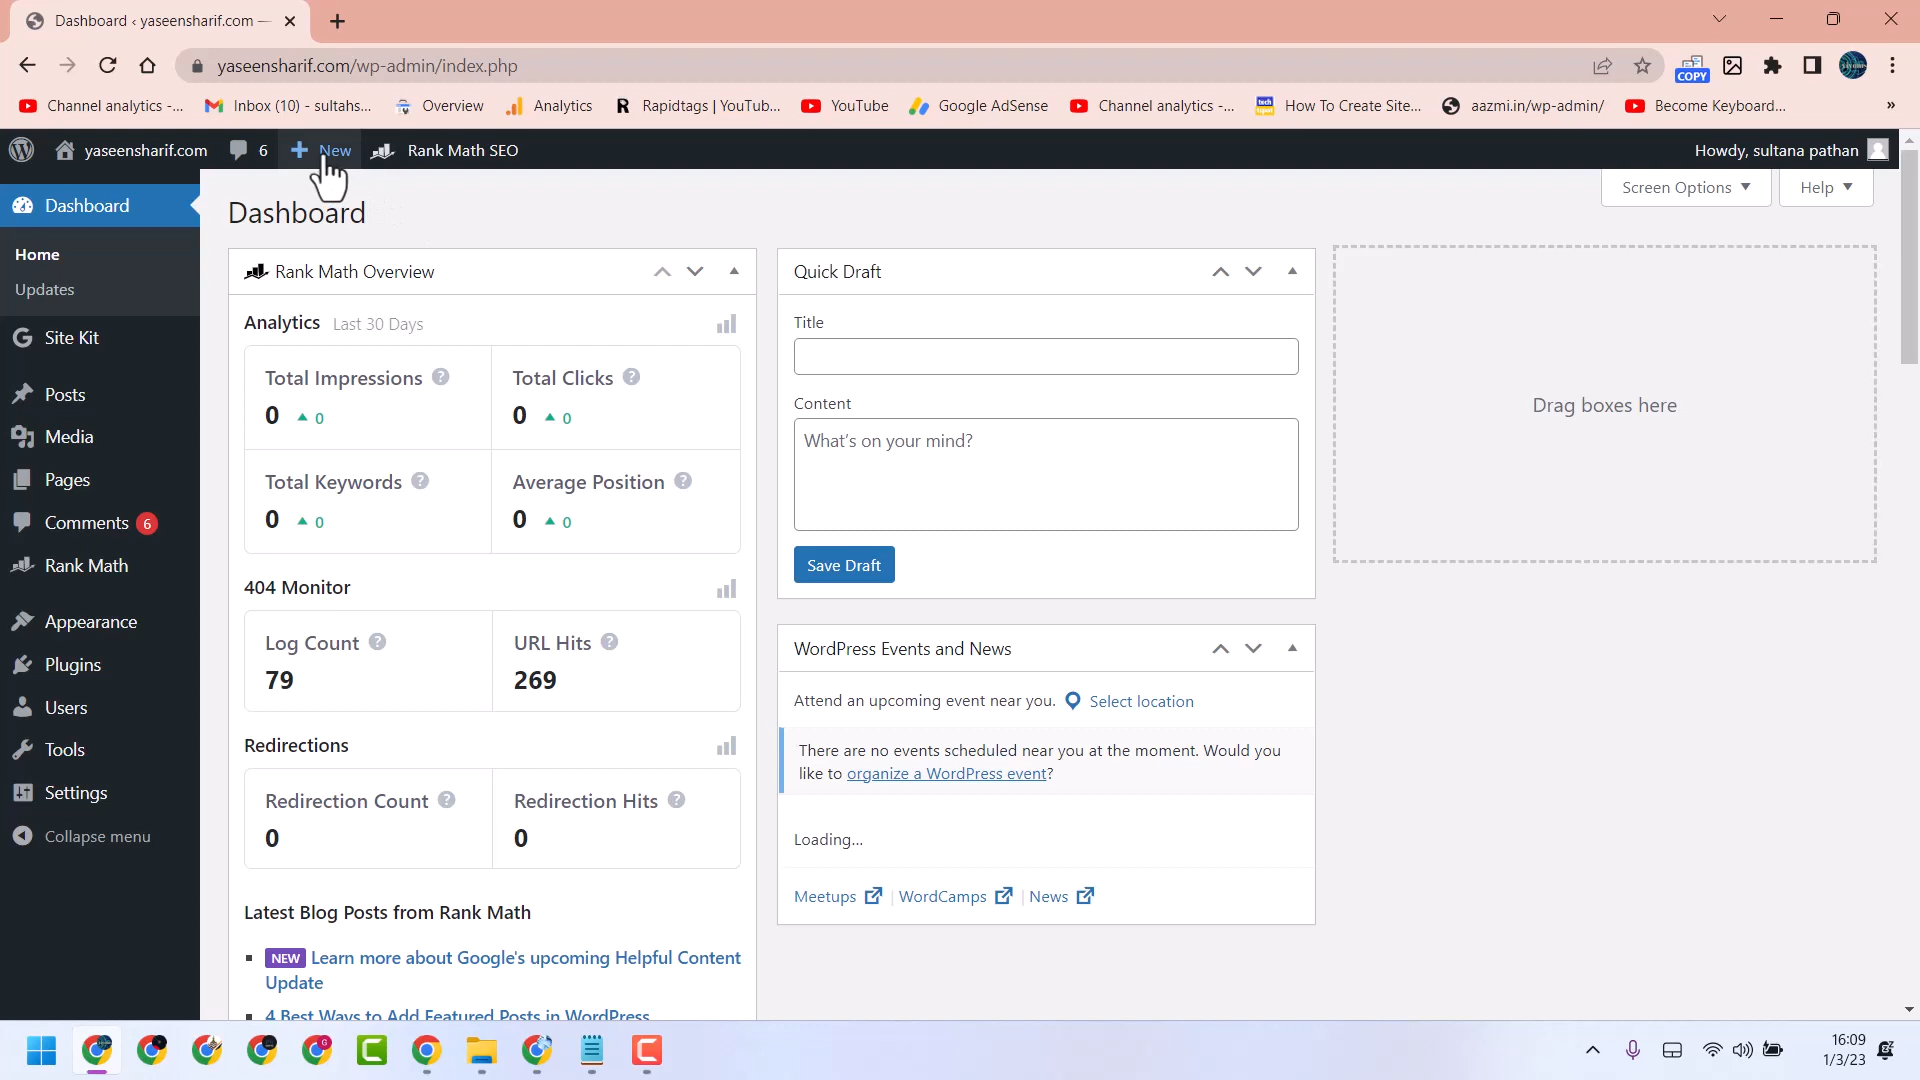 Dashboard ‹ yaseensharif.com —
yaseensharif.com/wp-admin/index.php
COPY
Channel analytics -...
Inbox (10) - sultahs...
Overview
Analytics
R Rapidtags | YouTub...
YouTube
Google AdSense
Channel analytics -...
How To Create Site...
aazmi.in/wp-admin/
Become Keyboard...
»
yaseensharif.com
6
+ New
Rank Math SEO
Howdy, sultana pathan
Screen Options
Help
Dashboard
Home
Updates
Site Kit
Posts
Media
Pages
Comments 6
Rank Math
Appearance
Plugins
Users
Tools
Settings
Collapse menu
Dashboard
Rank Math Overview
Analytics Last 30 Days
Total Impressions ?
0 0
Total Clicks ?
0 0
Total Keywords ?
0 0
Average Position ?
0 0
404 Monitor
Log Count ?
79
URL Hits ?
269
Redirections
Redirection Count ?
0
Redirection Hits ?
0
Latest Blog Posts from Rank Math
NEW Learn more about Google's upcoming Helpful Content
Update
4 Best Ways to Add Featured Posts in WordPress
Quick Draft
Title
Content
What's on your mind?
Save Draft
WordPress Events and News
Attend an upcoming event near you. Select location
There are no events scheduled near you at the moment. Would you
like to organize a WordPress event?
Loading...
Meetups | WordCamps | News
Drag boxes here
16:09
1/3/23